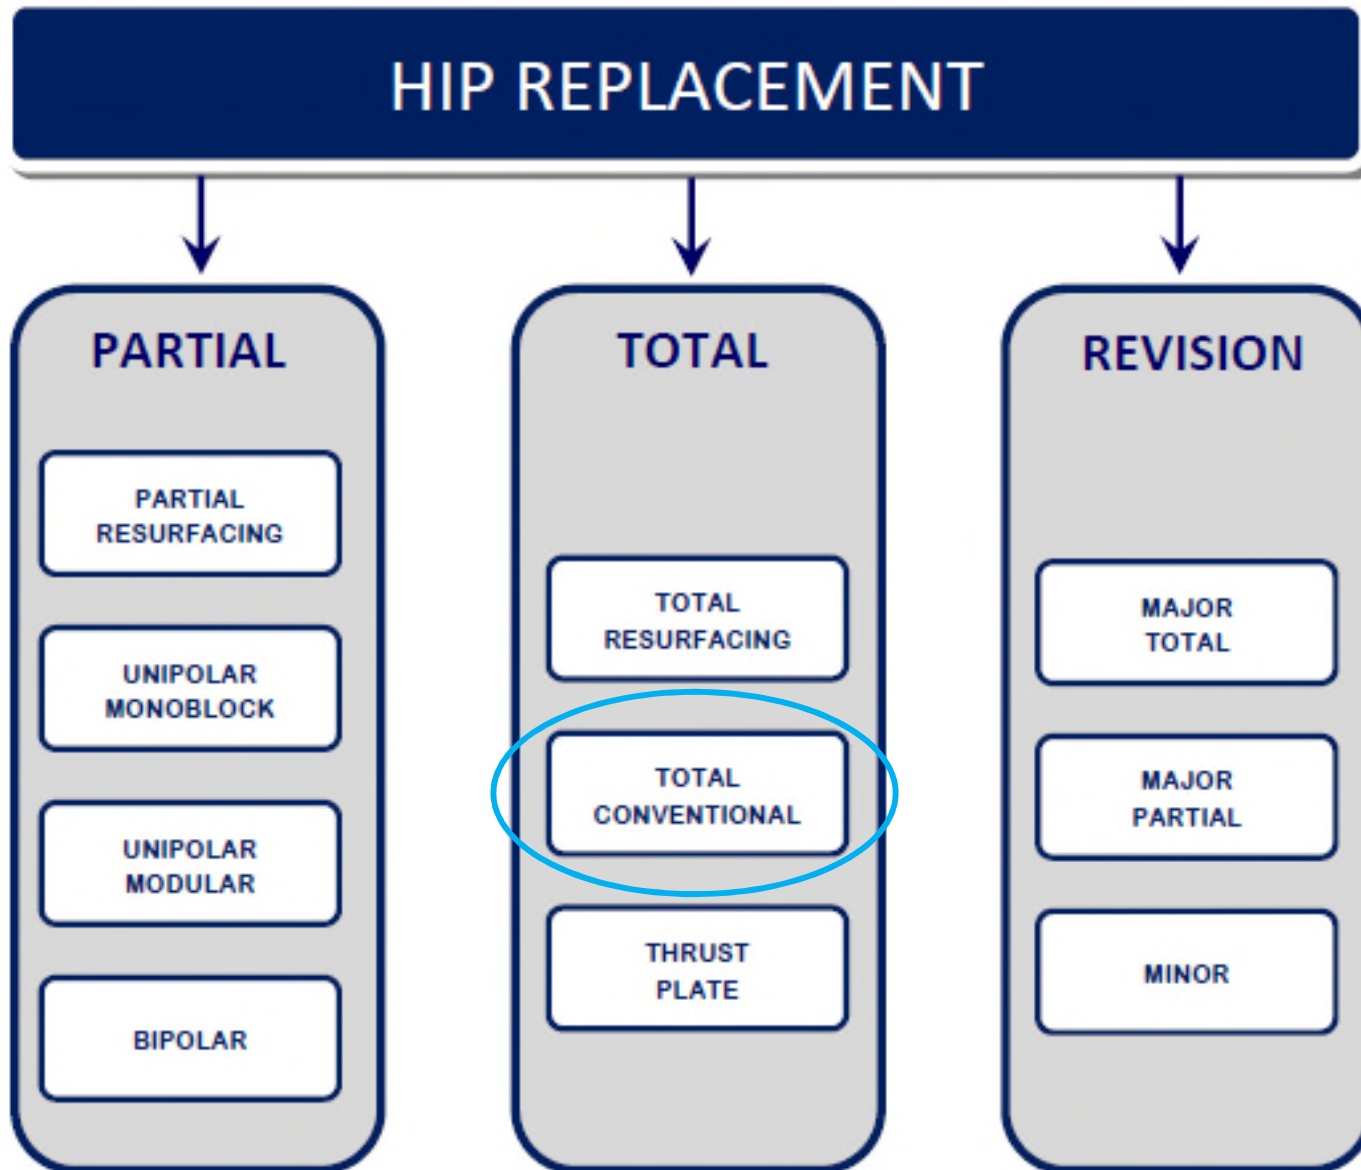 HIP REPLACEMENT
PARTIAL
PARTIAL
RESURFACING
UNIPOLAR
MONOBLOCK
UNIPOLAR
MODULAR
BIPOLAR
TOTAL
TOTAL
RESURFACING
TOTAL
CONVENTIONAL
THRUST
PLATE
REVISION
MAJOR
TOTAL
MAJOR
PARTIAL
MINOR